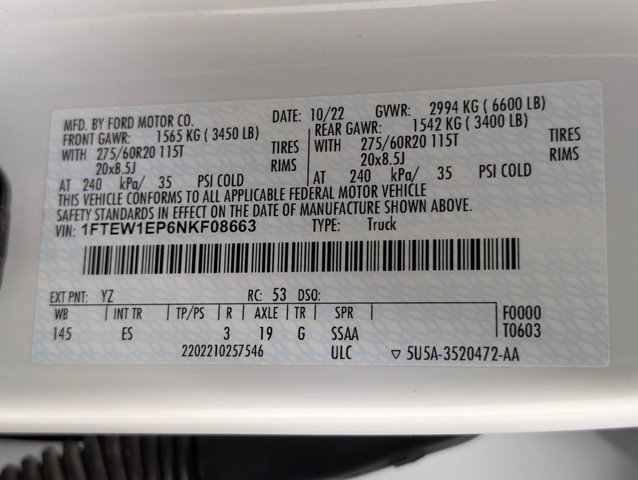 MFD. BY FORD MOTOR CO. DATE: 10/22 GVWR: 2994 KG ( 6600 LB)
FRONT GAWR: 1565 KG ( 3450 LB) REAR GAWR: 1542 KG ( 3400 LB)
WITH 275/60R20 115T TIRES WITH 275/60R20 115T TIRES
20x8.5J RIMS 20x8.5J RIMS
AT 240 kPa/ 35 PSI COLD AT 240 kPa/ 35 PSI COLD
THIS VEHICLE CONFORMS TO ALL APPLICABLE FEDERAL MOTOR VEHICLE
SAFETY STANDARDS IN EFFECT ON THE DATE OF MANUFACTURE SHOWN ABOVE.
VIN: 1FTEW1EP6NKF08663 TYPE: Truck
EXT PNT: YZ RC: 53 DSO:
WB INT TR TP/PS R AXLE TR SPR F0000
145 ES 3 19 G SSAA T0603
2202210257546 ULC ▽ 5U5A-3520472-AA